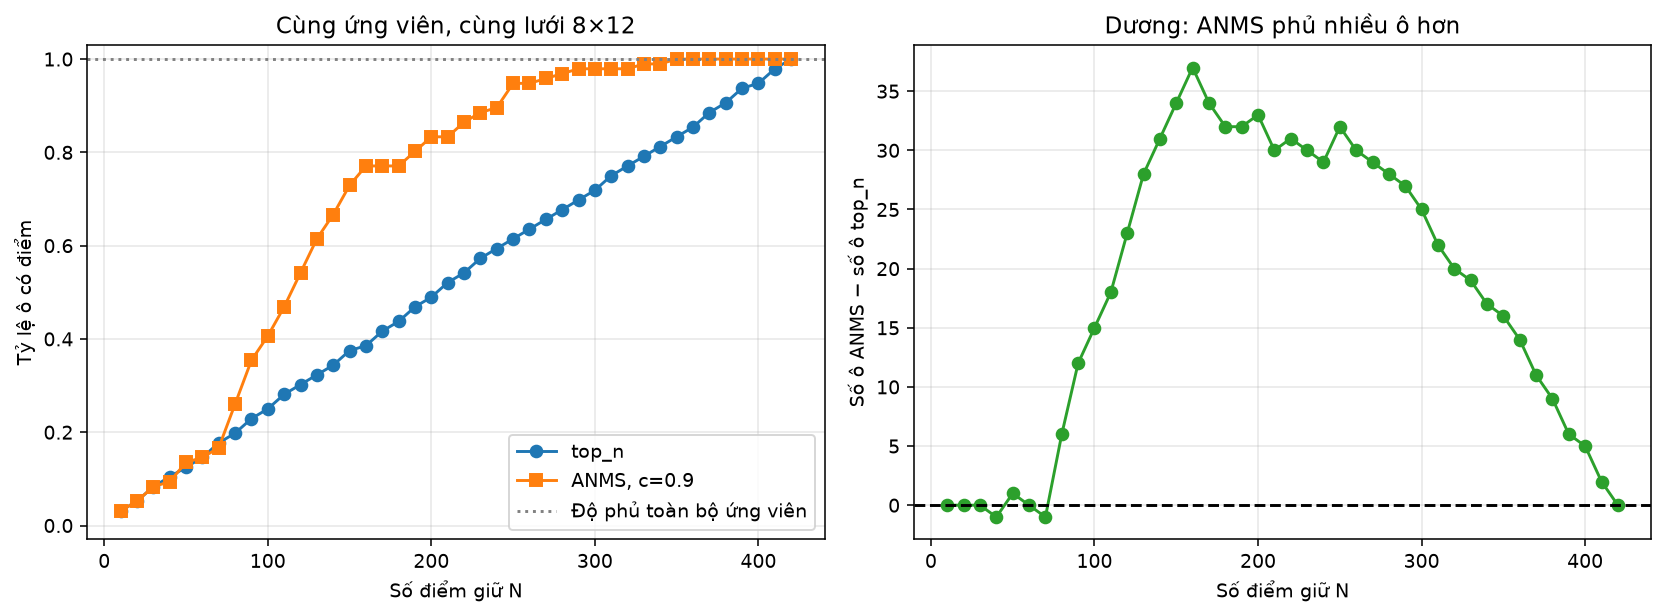 Cùng ứng viên, cùng lưới 8×12
Tỷ lệ ô có điểm
1.0
0.8
0.6
0.4
0.2
0.0
top_n
ANMS, c=0.9
Độ phủ toàn bộ ứng viên
0 100 200 300 400
Số điểm giữ N
Dương: ANMS phủ nhiều ô hơn
Số ô ANMS − số ô top_n
35
30
25
20
15
10
5
0
0 100 200 300 400
Số điểm giữ N